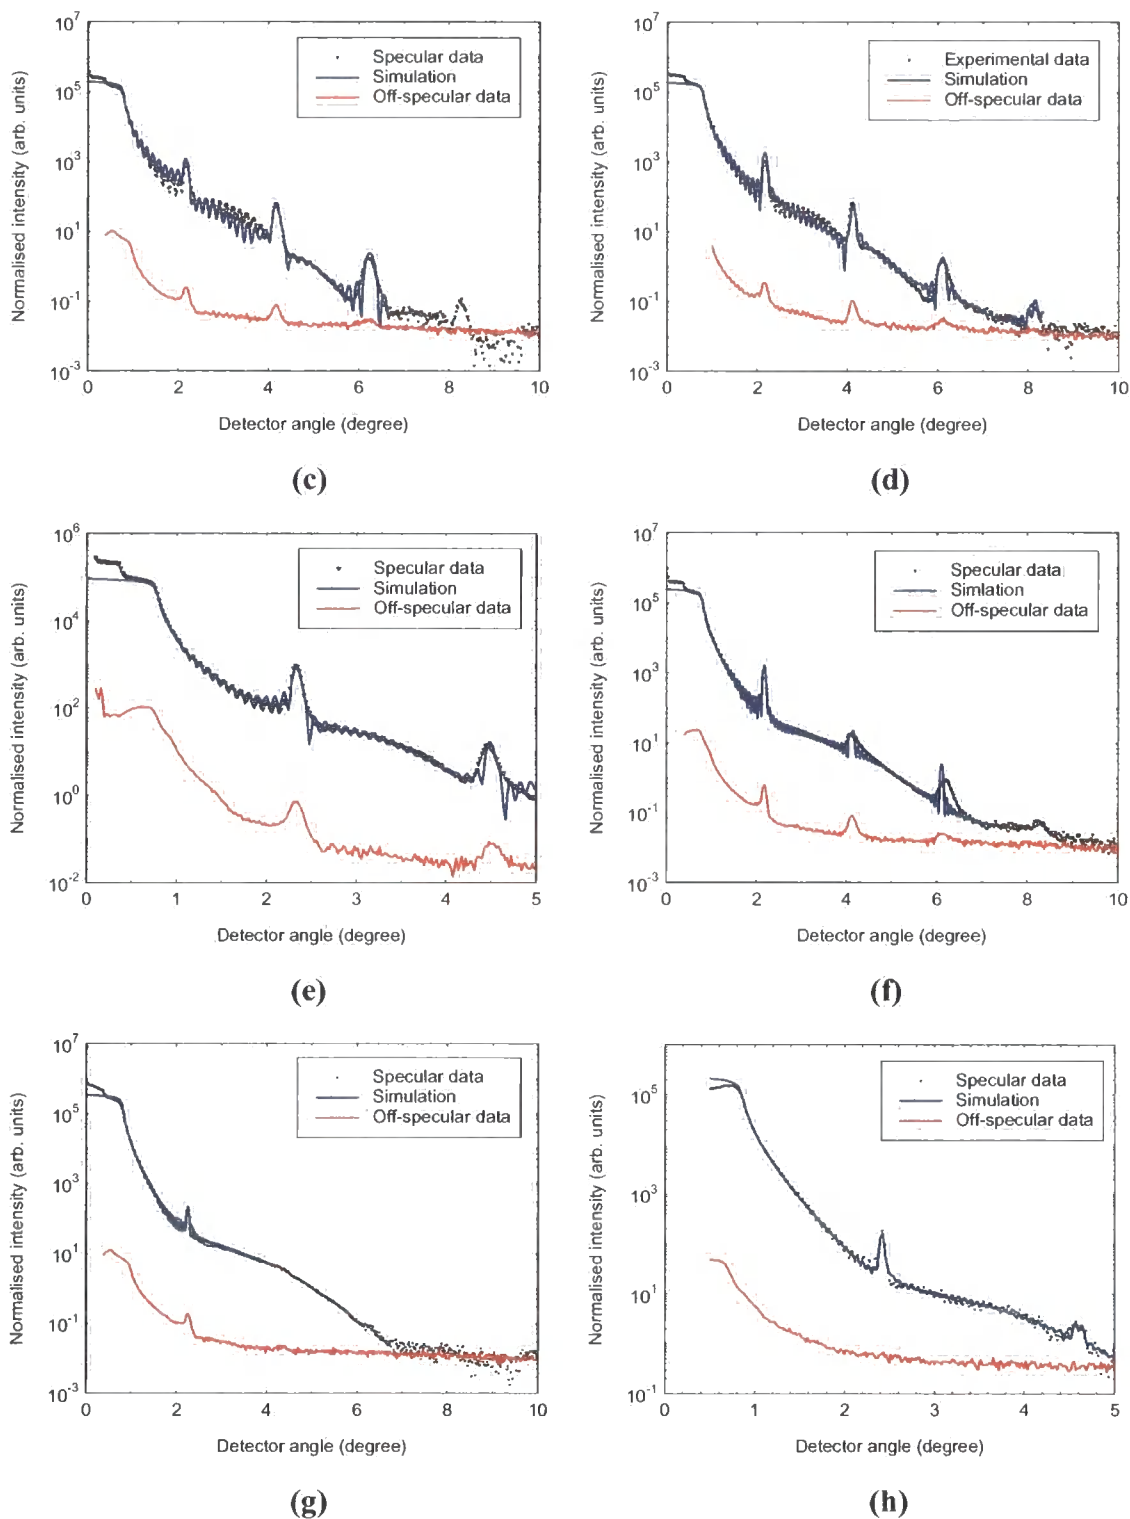 10^7
10^5
10^3
10^1
10^-1
10^-3
Normalised intensity (arb. units)
Specular data
Simulation
Off-specular data
0 2 4 6 8 10
Detector angle (degree)
(c)
10^7
10^5
10^3
10^1
10^-1
10^-3
Normalised intensity (arb. units)
Experimental data
Simulation
Off-specular data
0 2 4 6 8 10
Detector angle (degree)
(d)
10^6
10^4
10^2
10^0
10^-2
Normalised intensity (arb. units)
Specular data
Simulation
Off-specular data
0 1 2 3 4 5
Detector angle (degree)
(e)
10^7
10^5
10^3
10^1
10^-1
10^-3
Normalised intensity (arb. units)
Specular data
Simlation
Off-specular data
0 2 4 6 8 10
Detector angle (degree)
(f)
10^7
10^5
10^3
10^1
10^-1
10^-3
Normalised intensity (arb. units)
Specular data
Simulation
Off-specular data
0 2 4 6 8 10
Detector angle (degree)
(g)
10^5
10^3
10^1
10^-1
Normalised intensity (arb. units)
Specular data
Simulation
Off-specular data
1 2 3 4 5
Detector angle (degree)
(h)